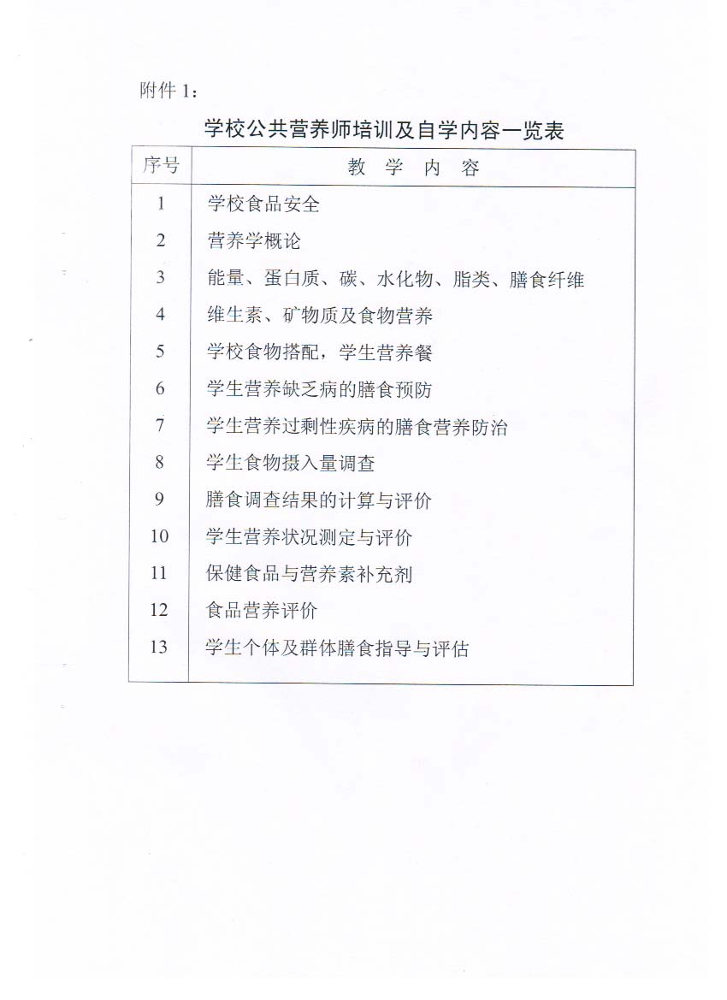 附件 1：
学校公共营养师培训及自学内容一览表
序号 教 学 内 容
1 学校食品安全
2 营养学概论
3 能量、蛋白质、碳、水化物、脂类、膳食纤维
4 维生素、矿物质及食物营养
5 学校食物搭配，学生营养餐
6 学生营养缺乏病的膳食预防
7 学生营养过剩性疾病的膳食营养防治
8 学生食物摄入量调查
9 膳食调查结果的计算与评价
10 学生营养状况测定与评价
11 保健食品与营养素补充剂
12 食品营养评价
13 学生个体及群体膳食指导与评估